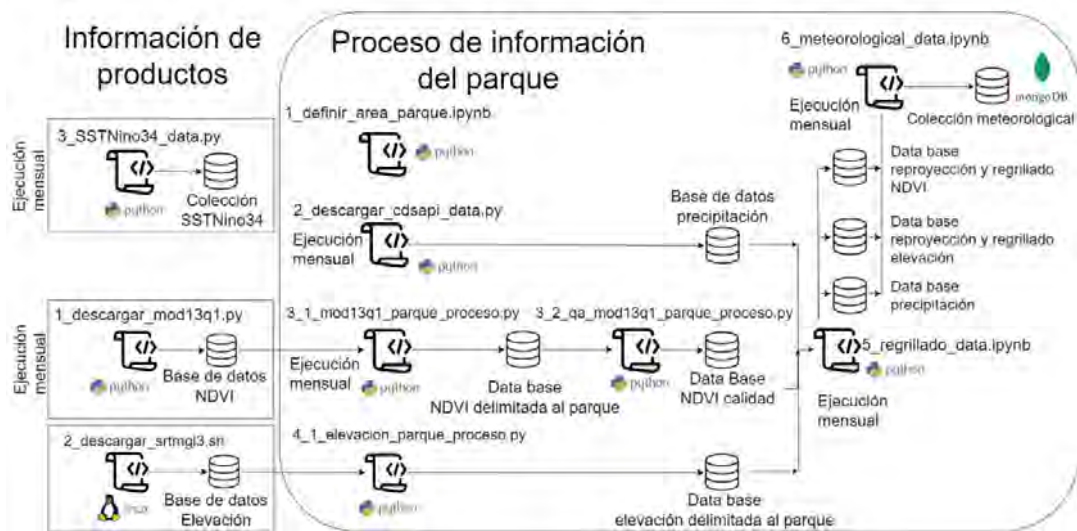 Información de
productos
Proceso de información
del parque
6_meteorological_data.ipynb
python
Ejecución
mensual
mongoDB
Colección meteorológical
1_definir_area_parque.ipynb
python
3_SSTNino34_data.py
Ejecución
mensual
python
Colección
SSTNino34
Data base
reproyección y regrillado
NDVI
2_descargar_cdsapi_data.py
Ejecución
mensual
python
Base de datos
precipitación
Data base
reproyección y regrillado
elevación
Data base
precipitación
1_descargar_mod13q1.py
Ejecución
mensual
python
Base de datos
NDVI
3_1_mod13q1_parque_proceso.py
Ejecución
mensual
python
Data base
NDVI delimitada al parque
3_2_qa_mod13q1_parque_proceso.py
python
Data Base
NDVI calidad
5_regrillado_data.ipynb
python
Ejecución
mensual
2_descargar_srtmgl3.sh
Base de datos
Elevación
4_1_elevacion_parque_proceso.py
python
Data base
elevación delimitada al parque